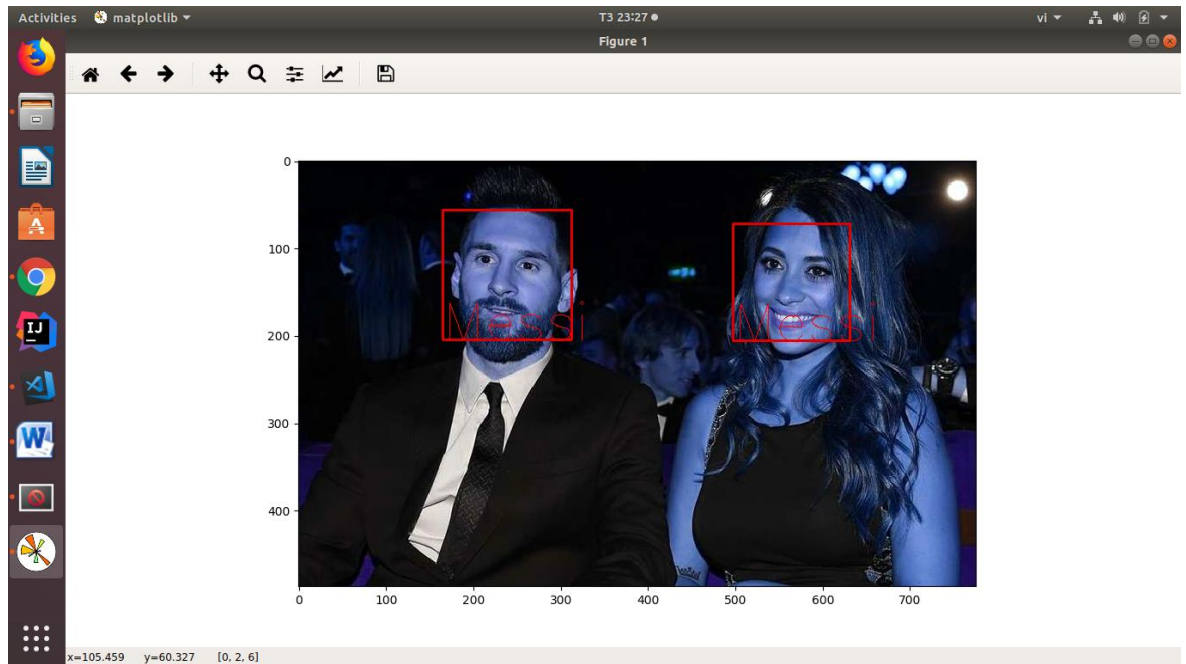 Activities matplotlib T3 23:27 vi
Figure 1
0
100
200
300
400
Messi Messi
0 100 200 300 400 500 600 700
x=105.459 y=60.327 [0, 2, 6]
A
IJ
W